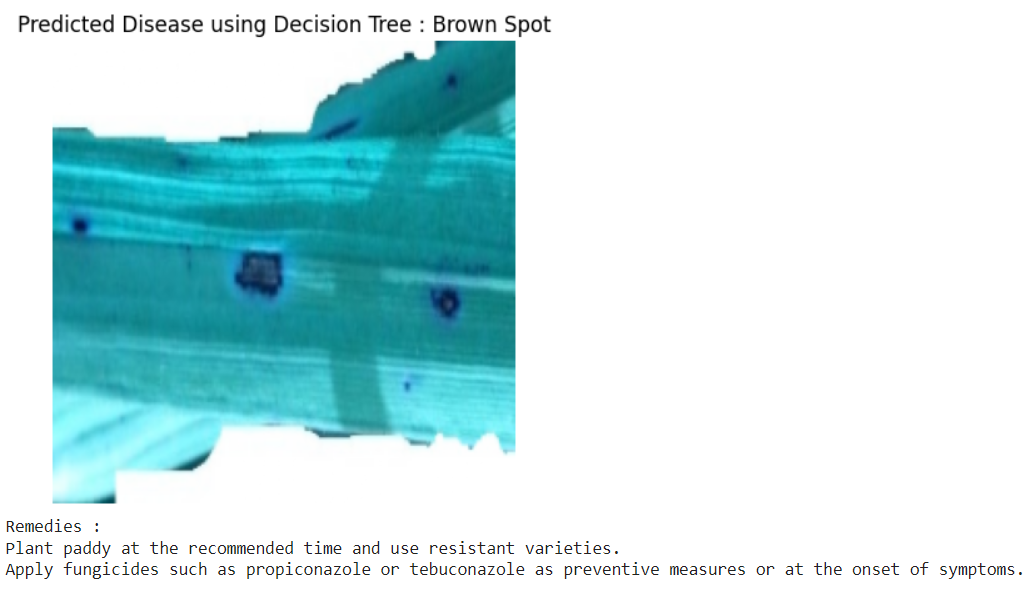 Predicted Disease using Decision Tree : Brown Spot
Remedies :
Plant paddy at the recommended time and use resistant varieties.
Apply fungicides such as propiconazole or tebuconazole as preventive measures or at the onset of symptoms.